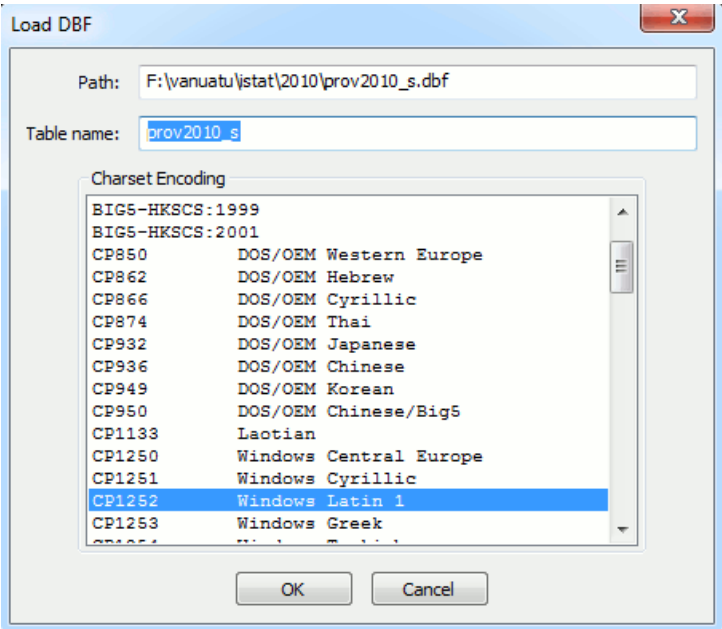 Load DBF
Path: F:\vanuatu\istat\2010\prov2010_s.dbf
Table name: prov2010_s
Charset Encoding
BIG5-HKSCS:1999
BIG5-HKSCS:2001
CP850 DOS/OEM Western Europe
CP862 DOS/OEM Hebrew
CP866 DOS/OEM Cyrillic
CP874 DOS/OEM Thai
CP932 DOS/OEM Japanese
CP936 DOS/OEM Chinese
CP949 DOS/OEM Korean
CP950 DOS/OEM Chinese/Big5
CP1133 Laotian
CP1250 Windows Central Europe
CP1251 Windows Cyrillic
CP1252 Windows Latin 1
CP1253 Windows Greek
OK Cancel